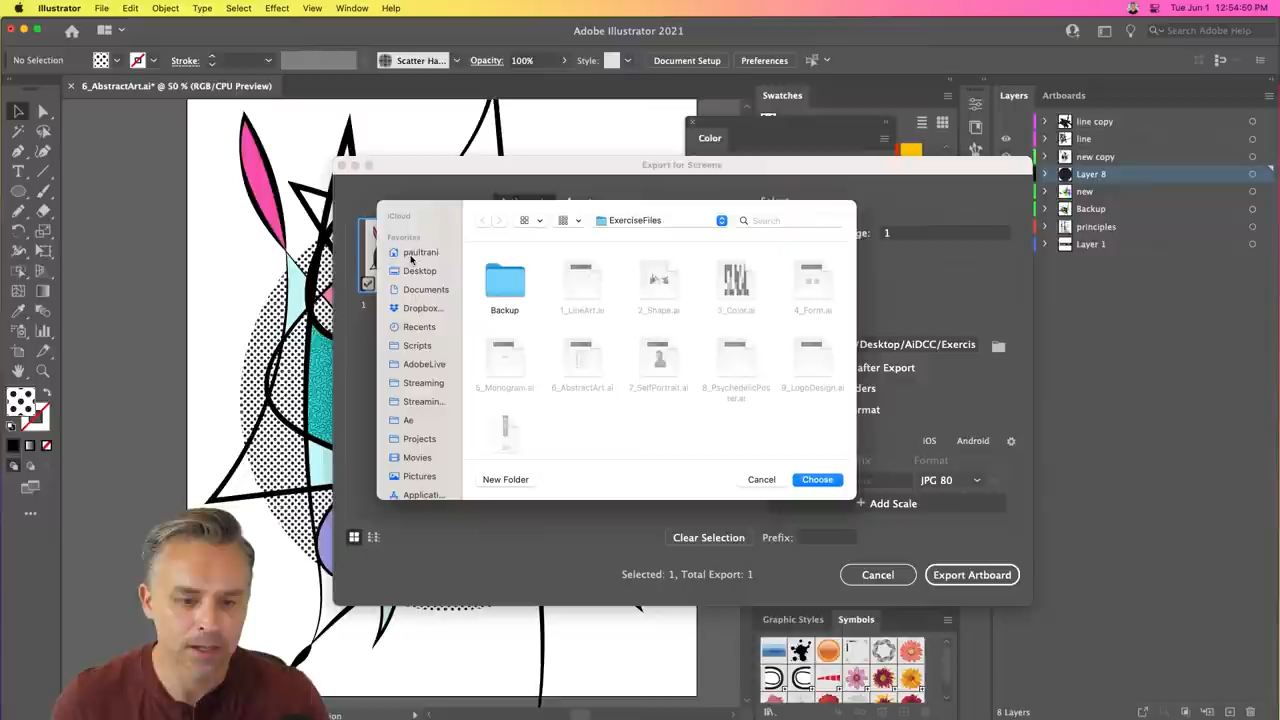 Illustrator File Edit Object Type Select Effect View Window Help Tue Jun 1 12:54:50 PM
Adobe Illustrator 2021 Search Adobe Help
No Selection Stroke: Scatter Ha... Opacity: 100% Style: Document Setup Preferences
× 6_AbstractArt.ai* @ 50 % (RGB/CPU Preview)
Swatches
Color
Layers Artboards
line copy
line
new copy
Layer 8
new
Backup
principles
Layer 1
Export for Screens
iCloud
Favorites
paultrani
Desktop
Documents
Dropbox...
Recents
Scripts
AdobeLive
Streaming
Streamin...
Ae
Projects
Movies
Pictures
Applicati...
ExerciseFiles
Search
Backup 1_LineArt.ai 2_Shape.ai 3_Color.ai 4_Form.ai
5_Monogram.ai 6_AbstractArt.ai 7_SelfPortrait.ai 8_PsychedelicPos
ter.ai 9_LogoDesign.ai
New Folder Cancel Choose
ge: 1
/Desktop/AiDCC/Exercis
after Export
ders
ormat
iOS Android
fix Format
JPG 80
+ Add Scale
1
Clear Selection Prefix:
Selected: 1, Total Export: 1 Cancel Export Artboard
Graphic Styles Symbols
8 Layers